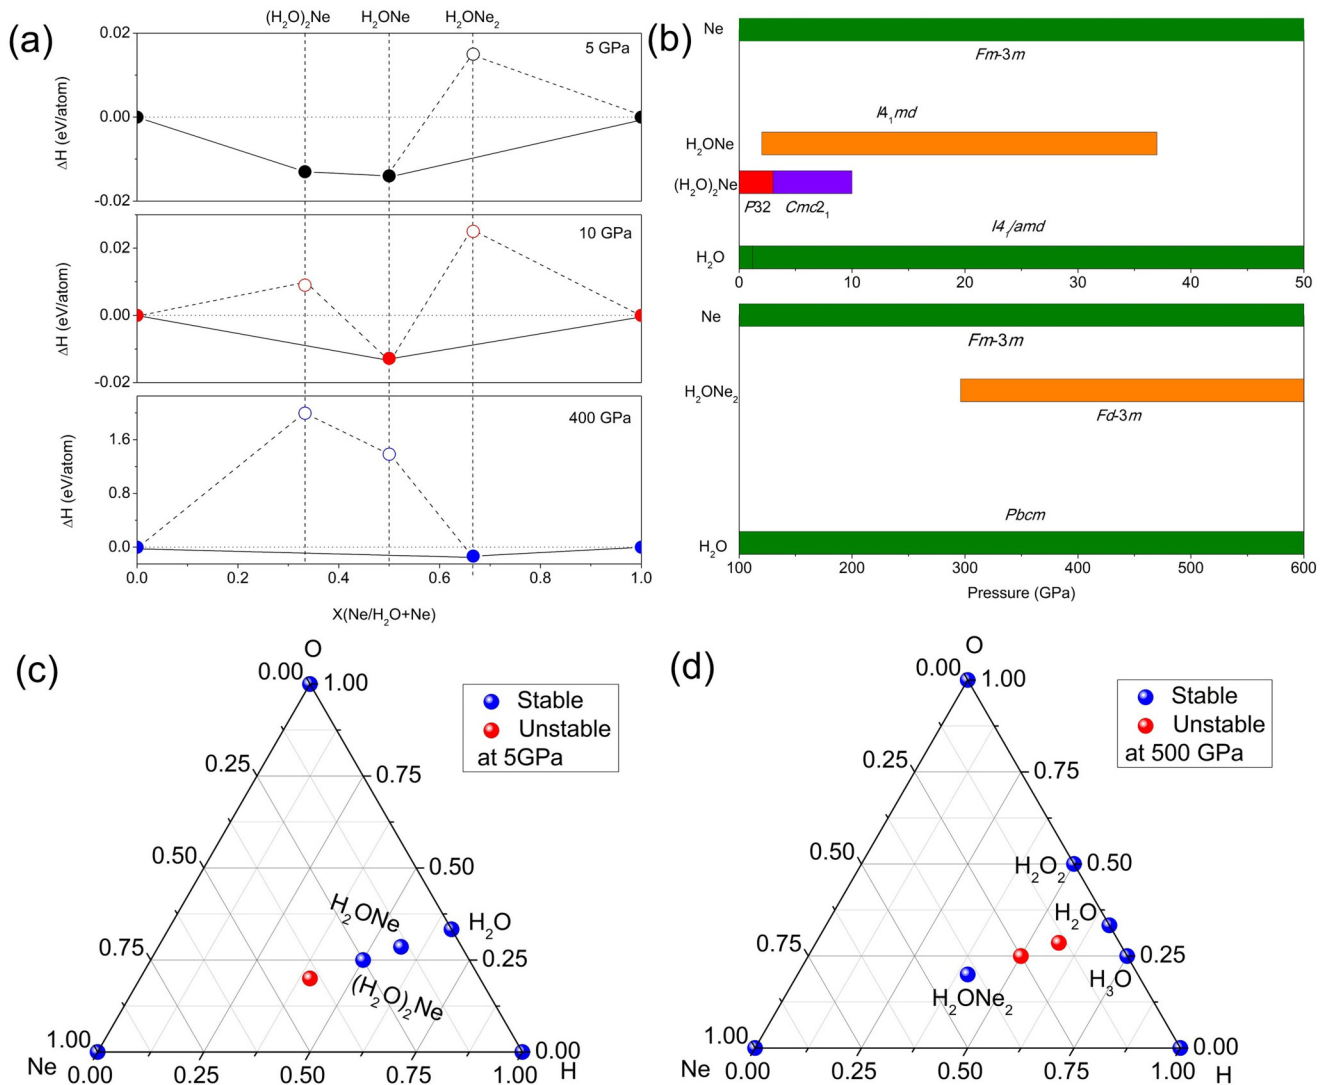 (a)
(H₂O)₂Ne H₂ONe H₂ONe₂
0.02
5 GPa
ΔH (eV/atom)
0.00
-0.02
10 GPa
0.02
ΔH (eV/atom)
0.00
-0.02
400 GPa
1.6
ΔH (eV/atom)
0.8
0.0
0.0 0.2 0.4 0.6 0.8 1.0
X(Ne/H₂O+Ne)
(b)
Ne
Fm-3m
I4₁md
H₂ONe
(H₂O)₂Ne
P32 Cmc2₁
I4₁/amd
H₂O
0 10 20 30 40 50
Ne
Fm-3m
H₂ONe₂
Fd-3m
Pbcm
H₂O
100 200 300 400 500 600
Pressure (GPa)
(c)
O
0.00 1.00
Stable
Unstable
at 5GPa
0.25 0.75
0.50 0.50
H₂ONe H₂O
0.75 0.25
(H₂O)₂Ne
1.00 0.00
Ne H
0.00 0.25 0.50 0.75 1.00
(d)
O
0.00 1.00
Stable
Unstable
at 500 GPa
0.25 0.75
0.50 0.50
H₂O₂
H₂O
0.75 0.25
H₃O
H₂ONe₂
1.00 0.00
Ne H
0.00 0.25 0.50 0.75 1.00